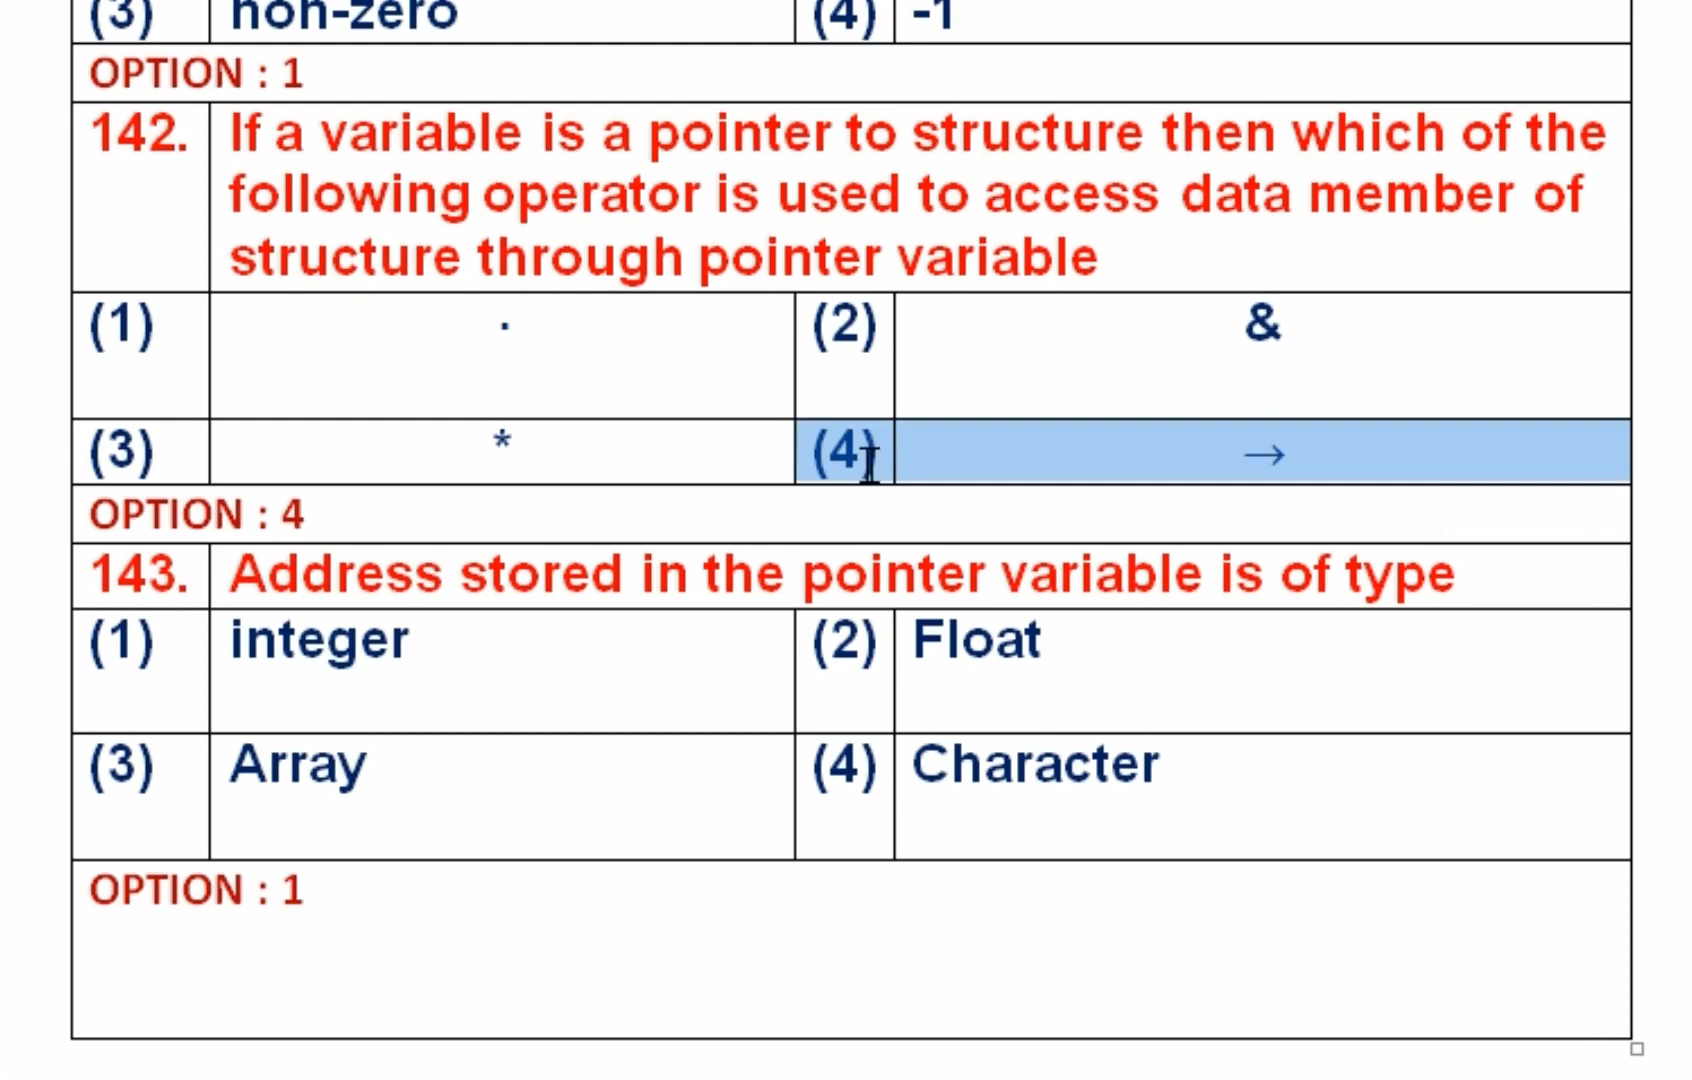 (3) non-zero (4) -1
OPTION : 1
142. If a variable is a pointer to structure then which of the
following operator is used to access data member of
structure through pointer variable
(1) . (2) &
(3) * (4) →
OPTION : 4
143. Address stored in the pointer variable is of type
(1) integer (2) Float
(3) Array (4) Character
OPTION : 1